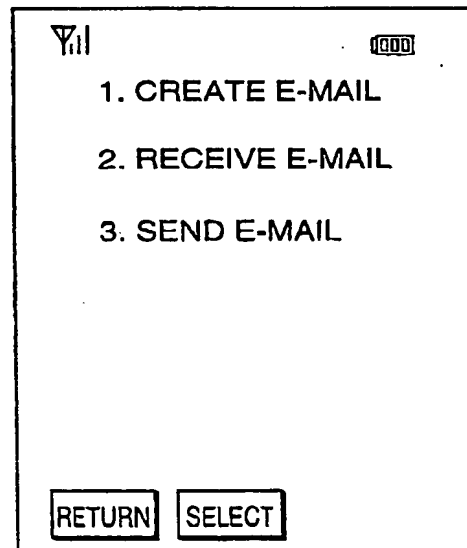 1. CREATE E-MAIL
2. RECEIVE E-MAIL
3. SEND E-MAIL
RETURN SELECT